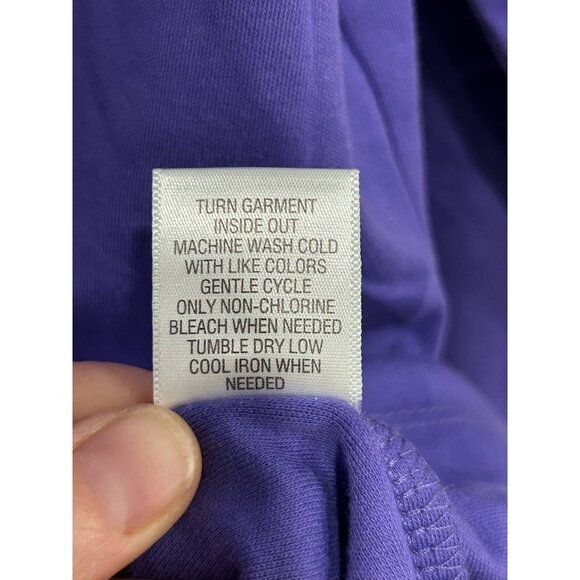 TURN GARMENT
INSIDE OUT
MACHINE WASH COLD
WITH LIKE COLORS
GENTLE CYCLE
ONLY NON-CHLORINE
BLEACH WHEN NEEDED
TUMBLE DRY LOW
COOL IRON WHEN
NEEDED